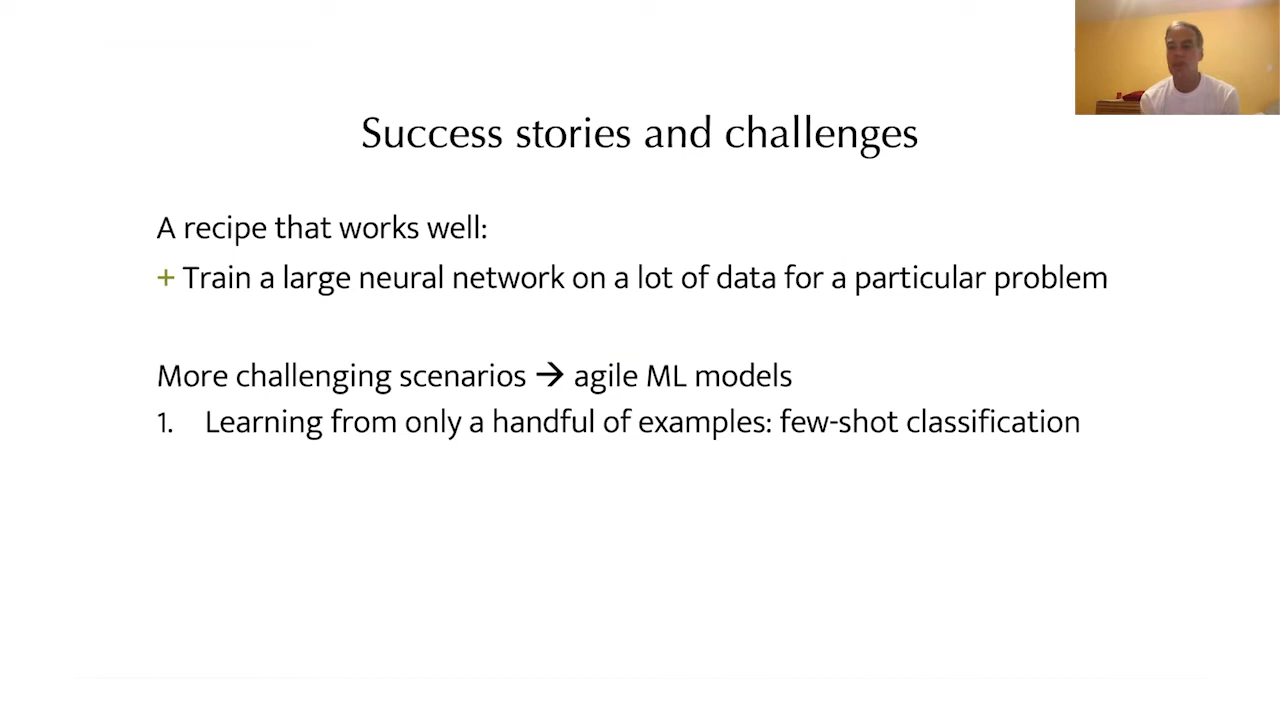 Success stories and challenges
A recipe that works well:
+ Train a large neural network on a lot of data for a particular problem
More challenging scenarios → agile ML models
1. Learning from only a handful of examples: few-shot classification